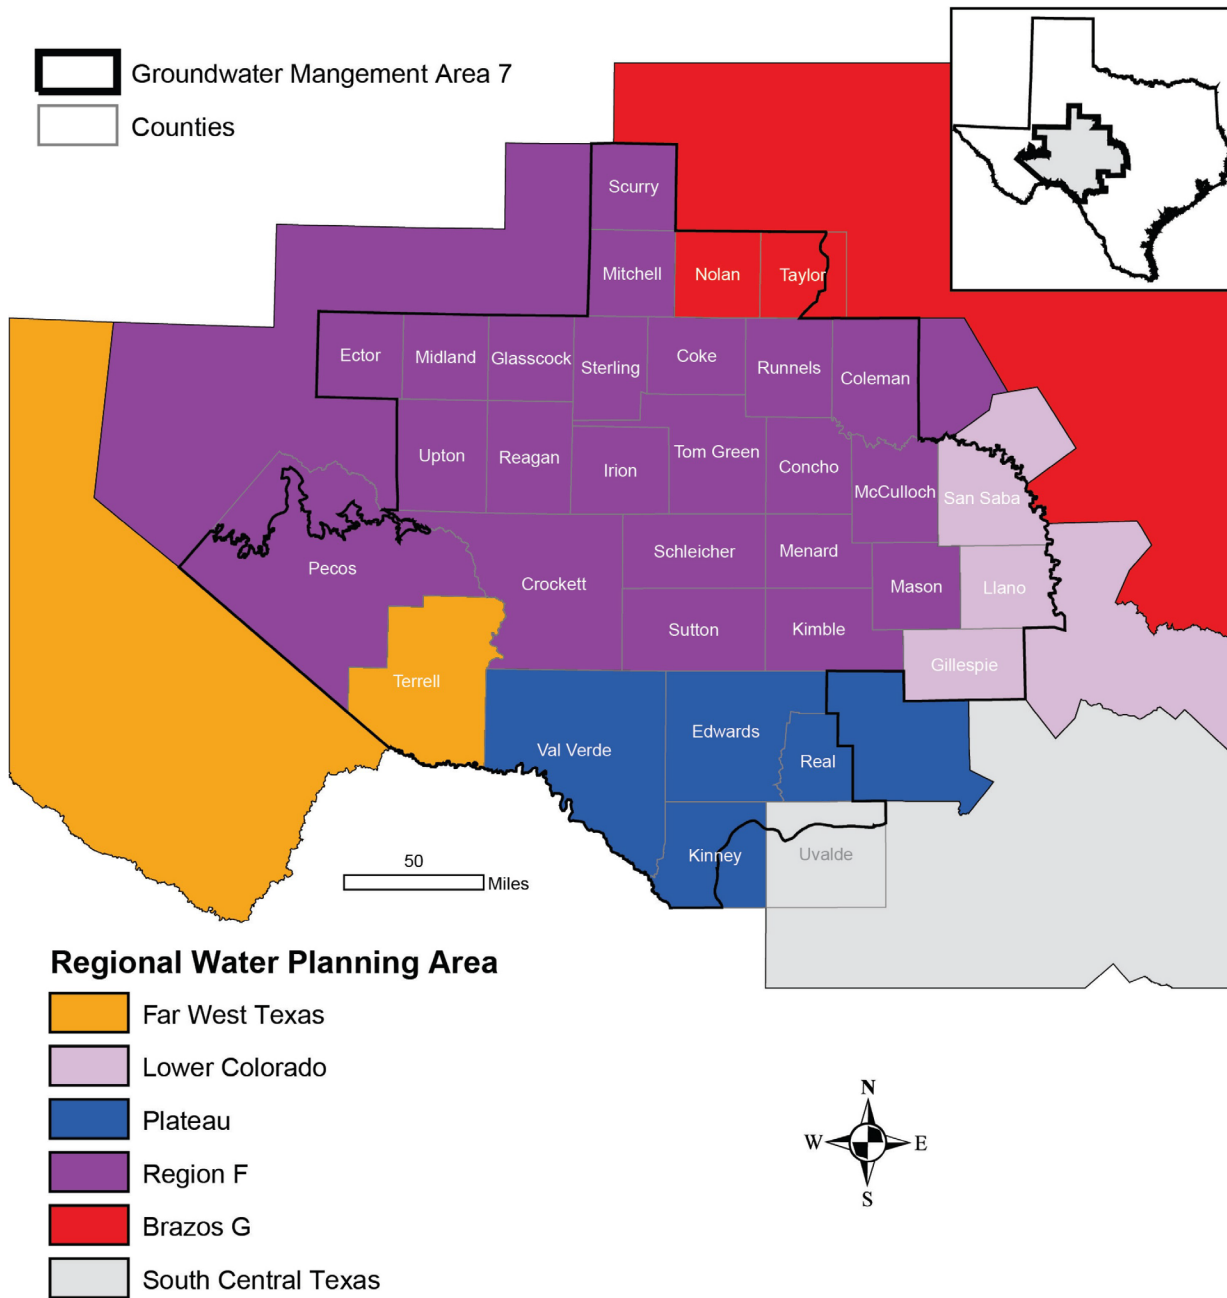 Groundwater Mangement Area 7
Counties
Scurry
Mitchell
Nolan
Taylor
Ector
Midland
Glasscock
Sterling
Coke
Runnels
Coleman
Upton
Reagan
Irion
Tom Green
Concho
McCulloch
San Saba
Pecos
Crockett
Schleicher
Menard
Mason
Llano
Sutton
Kimble
Gillespie
Terrell
Val Verde
Edwards
Real
Kinney
Uvalde
50
Miles
Regional Water Planning Area
Far West Texas
Lower Colorado
Plateau
Region F
Brazos G
South Central Texas
N
W
E
S